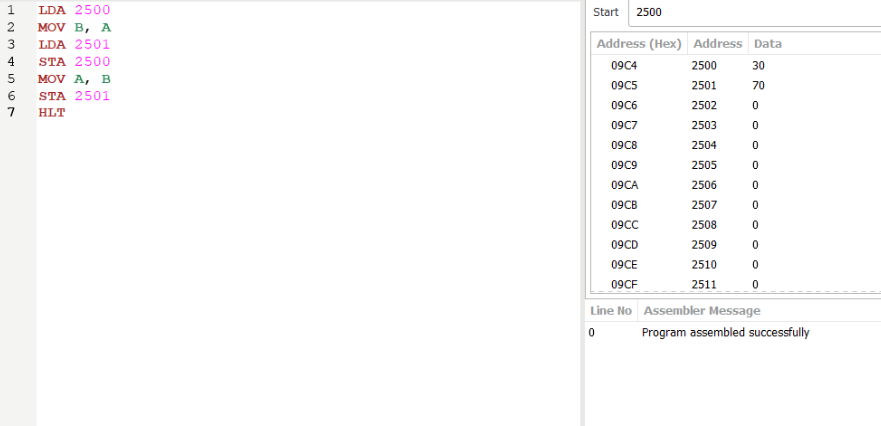 1 LDA 2500
2 MOV B, A
3 LDA 2501
4 STA 2500
5 MOV A, B
6 STA 2501
7 HLT
Start 2500
Address (Hex) Address Data
09C4 2500 30
09C5 2501 70
09C6 2502 0
09C7 2503 0
09C8 2504 0
09C9 2505 0
09CA 2506 0
09CB 2507 0
09CC 2508 0
09CD 2509 0
09CE 2510 0
09CF 2511 0
Line No Assembler Message
0 Program assembled successfully